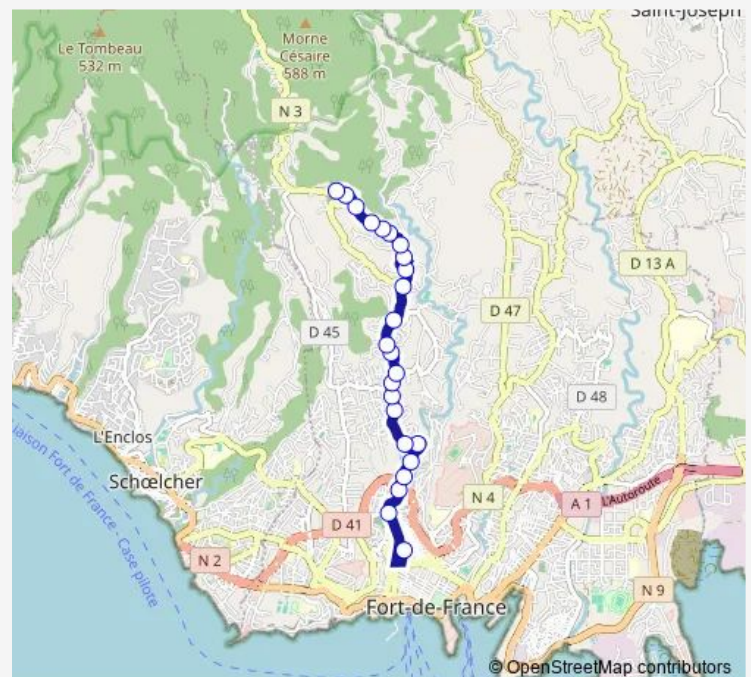 Saint-Joseph
Le Tombeau
532 m
Morne
Césaire
588 m
N 3
D 13 A
D 47
D 45
D 48
L'Enclos
Schœlcher
liaison Fort de France - Case pilote
N 4
A 1
L'Autoroute
D 41
N 2
N 9
Fort-de-France
© OpenStreetMap contributors